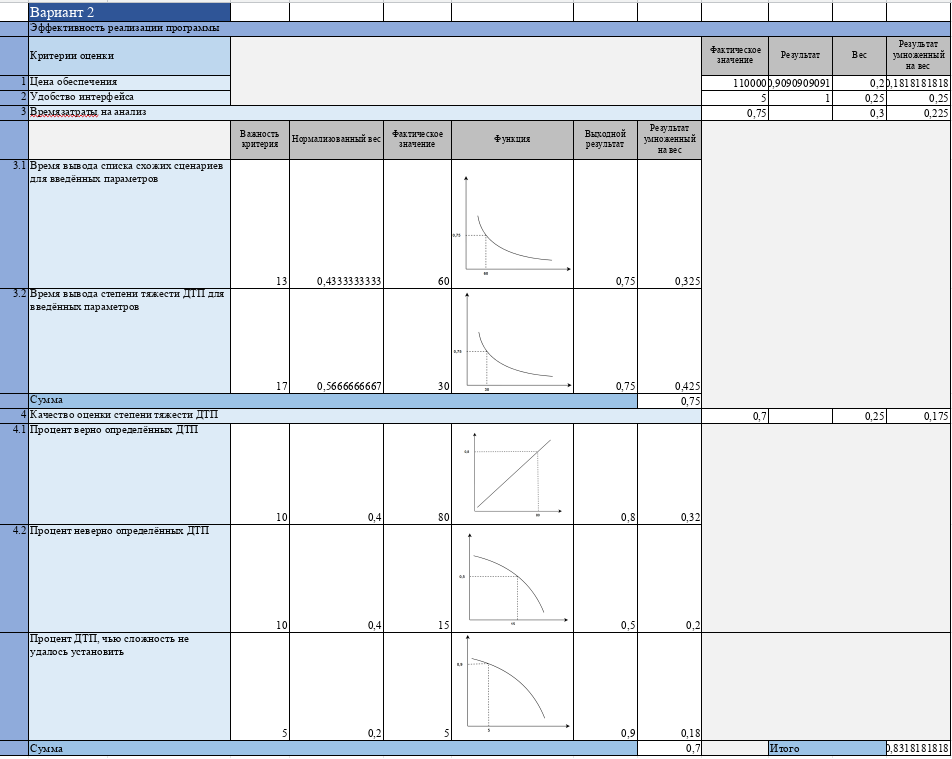 Вариант 2
Эффективность реализации программы
Критерии оценки
Фактическое значение
Результат
Вес
Результат умноженный на вес
1 Цена обеспечения 110000 0,9090909091 0,2 0,1818181818
2 Удобство интерфейса 5 1 0,25 0,25
3 Времязатраты на анализ 0,75 0,3 0,225
Важность критерия
Нормализованный вес
Фактическое значение
Функция
Выходной результат
Результат умноженный на вес
3.1 Время вывода списка схожих сценариев
для введённых параметров
0,75
60
13 0,4333333333 60 0,75 0,325
3.2 Время вывода степени тяжести ДТП для
введённых параметров
0,75
30
17 0,5666666667 30 0,75 0,425
Сумма 0,75
4 Качество оценки степени тяжести ДТП 0,7 0,25 0,175
4.1 Процент верно определённых ДТП
0,8
80
10 0,4 80 0,8 0,32
4.2 Процент неверно определённых ДТП
0,5
15
10 0,4 15 0,5 0,2
Процент ДТП, чью сложность не
удалось установить
0,9
5
5 0,2 5 0,9 0,18
Сумма 0,7 Итого 0,8318181818